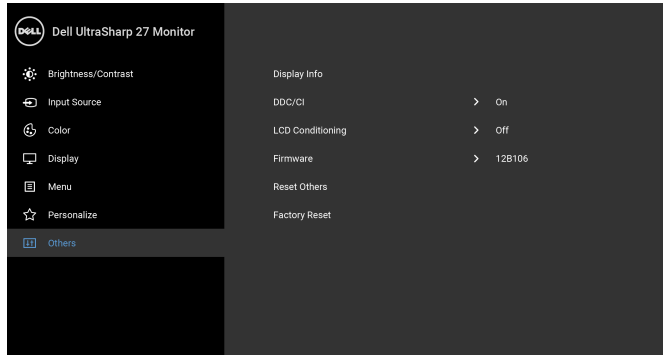 DELL Dell UltraSharp 27 Monitor
Brightness/Contrast
Input Source
Color
Display
Menu
Personalize
Others
Display Info
DDC/CI > On
LCD Conditioning > Off
Firmware > 12B106
Reset Others
Factory Reset